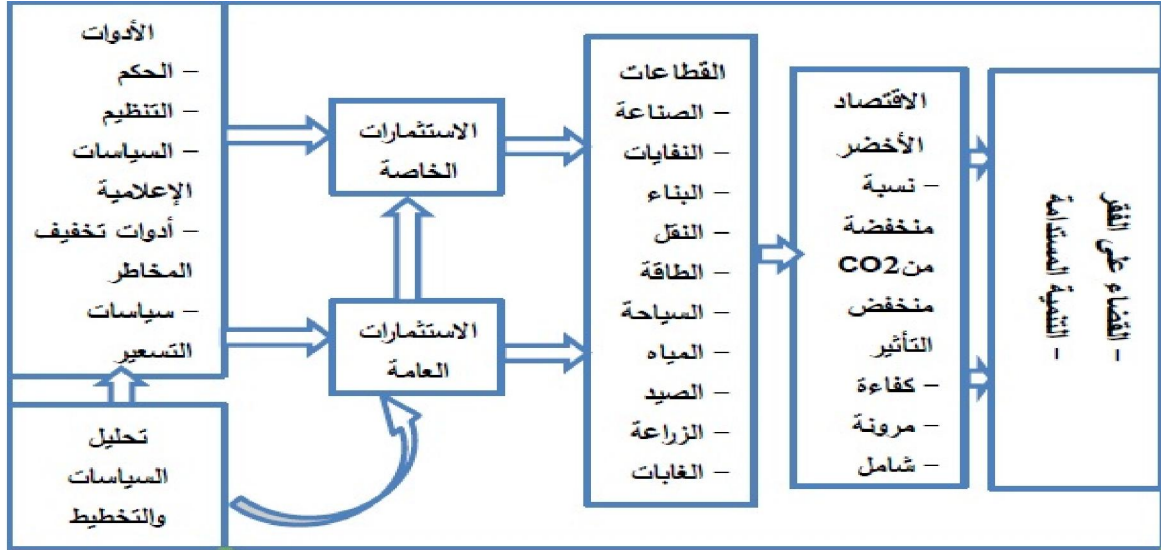 الأدوات
– الحكم
– التنظيم
– السياسات
الإعلامية
– أدوات تخفيف
المخاطر
– سياسات
التسعير
تحليل
السياسات
والتخطيط
الاستثمارات
الخاصة
الاستثمارات
العامة
القطاعات
– الصناعة
– النفايات
– البناء
– النقل
– الطاقة
– السياحة
– المياه
– الصيد
– الزراعة
– الغابات
الاقتصاد
الأخضر
– نسبة
منخفضة
من CO2
منخفض
التأثير
– كفاءة
– مرونة
– شامل
– القضاء على الفقر
– التنمية المستدامة